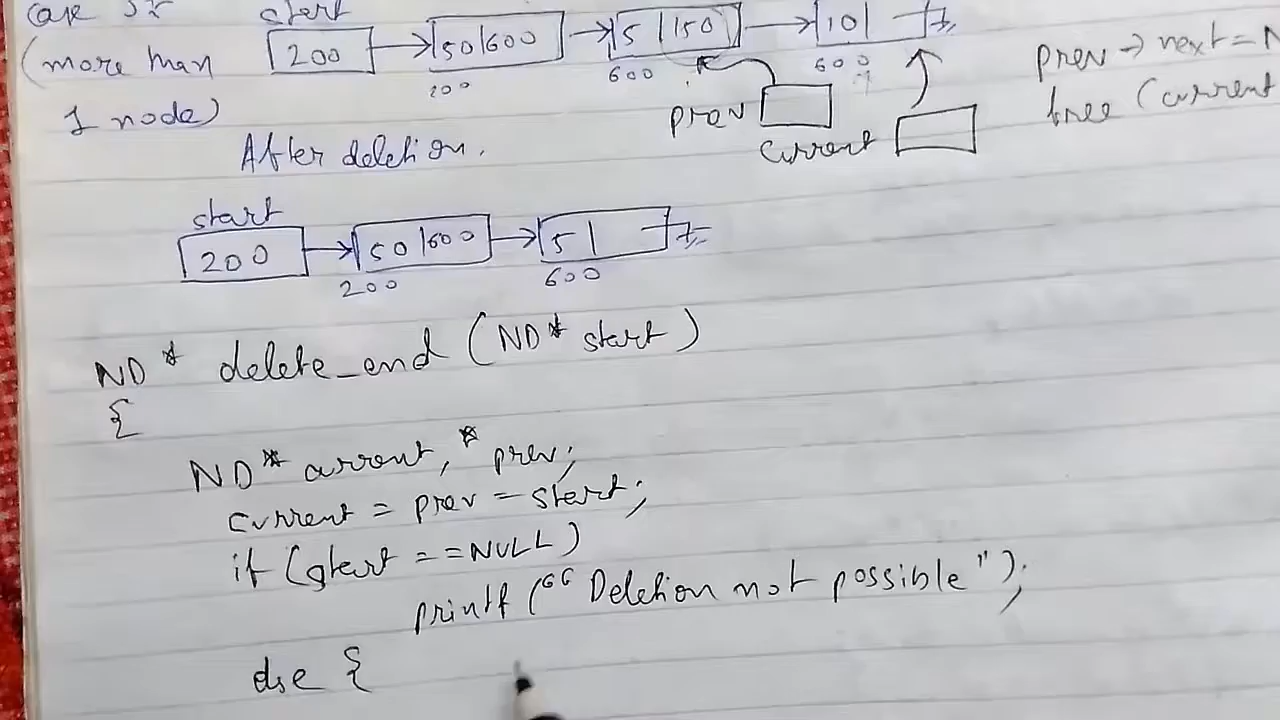 start
(more than
200 50 600 5 150 10
200 600 600
1 node)
prev
current
prev → next = N
free (current
After deletion.
start
200 50 600 5
200 600
ND * delete_end (ND* start)
{
ND* current, * prev;
current = prev = start;
if (start == NULL)
printf ("Deletion not possible");
else {